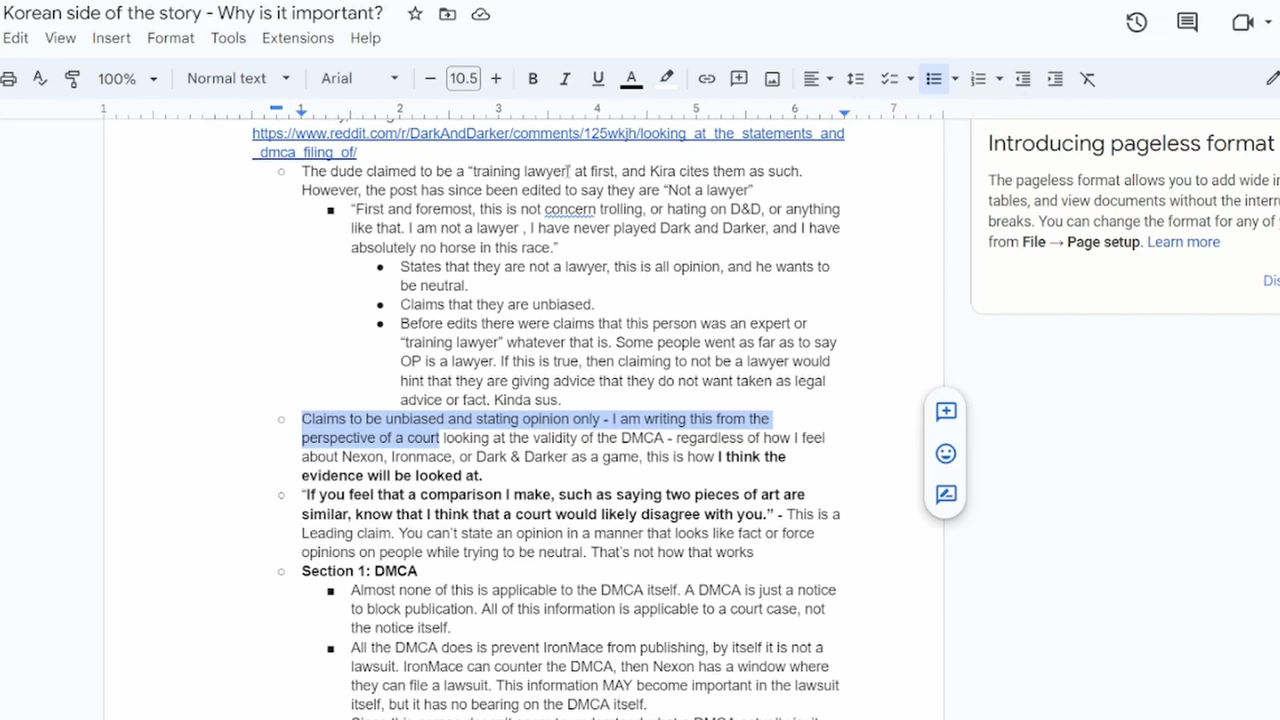 Korean side of the story - Why is it important?
Edit View Insert Format Tools Extensions Help
100% Normal text Arial 10.5 B I U A
1 1 2 3 4 5 6 7
https://www.reddit.com/r/DarkAndDarker/comments/125wkjh/looking_at_the_statements_and
_dmca_filing_of/
The dude claimed to be a “training lawyer” at first, and Kira cites them as such.
However, the post has since been edited to say they are “Not a lawyer”
“First and foremost, this is not concern trolling, or hating on D&D, or anything
like that. I am not a lawyer , I have never played Dark and Darker, and I have
absolutely no horse in this race.”
States that they are not a lawyer, this is all opinion, and he wants to
be neutral.
Claims that they are unbiased.
Before edits there were claims that this person was an expert or
“training lawyer” whatever that is. Some people went as far as to say
OP is a lawyer. If this is true, then claiming to not be a lawyer would
hint that they are giving advice that they do not want taken as legal
advice or fact. Kinda sus.
Claims to be unbiased and stating opinion only - I am writing this from the
perspective of a court looking at the validity of the DMCA - regardless of how I feel
about Nexon, Ironmace, or Dark & Darker as a game, this is how I think the
evidence will be looked at.
“If you feel that a comparison I make, such as saying two pieces of art are
similar, know that I think that a court would likely disagree with you.” - This is a
Leading claim. You can’t state an opinion in a manner that looks like fact or force
opinions on people while trying to be neutral. That’s not how that works
Section 1: DMCA
Almost none of this is applicable to the DMCA itself. A DMCA is just a notice
to block publication. All of this information is applicable to a court case, not
the notice itself.
All the DMCA does is prevent IronMace from publishing, by itself it is not a
lawsuit. IronMace can counter the DMCA, then Nexon has a window where
they can file a lawsuit. This information MAY become important in the lawsuit
itself, but it has no bearing on the DMCA itself.
Introducing pageless format
The pageless format allows you to add wide i
tables, and view documents without the interr
breaks. You can change the format for any of
from File → Page setup. Learn more
Dis